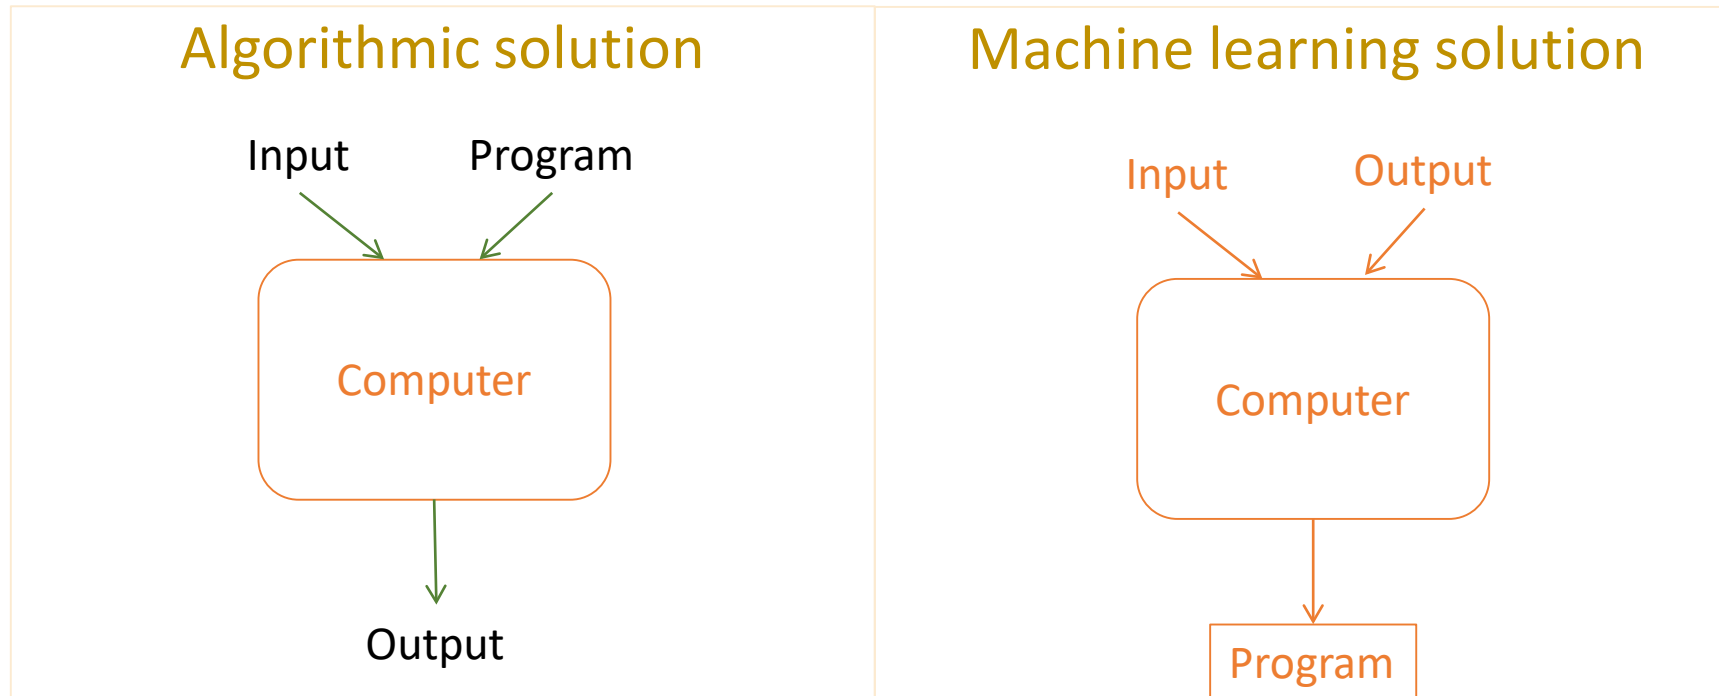 Algorithmic solution
Input Program
Computer
Output
Machine learning solution
Input Output
Computer
Program